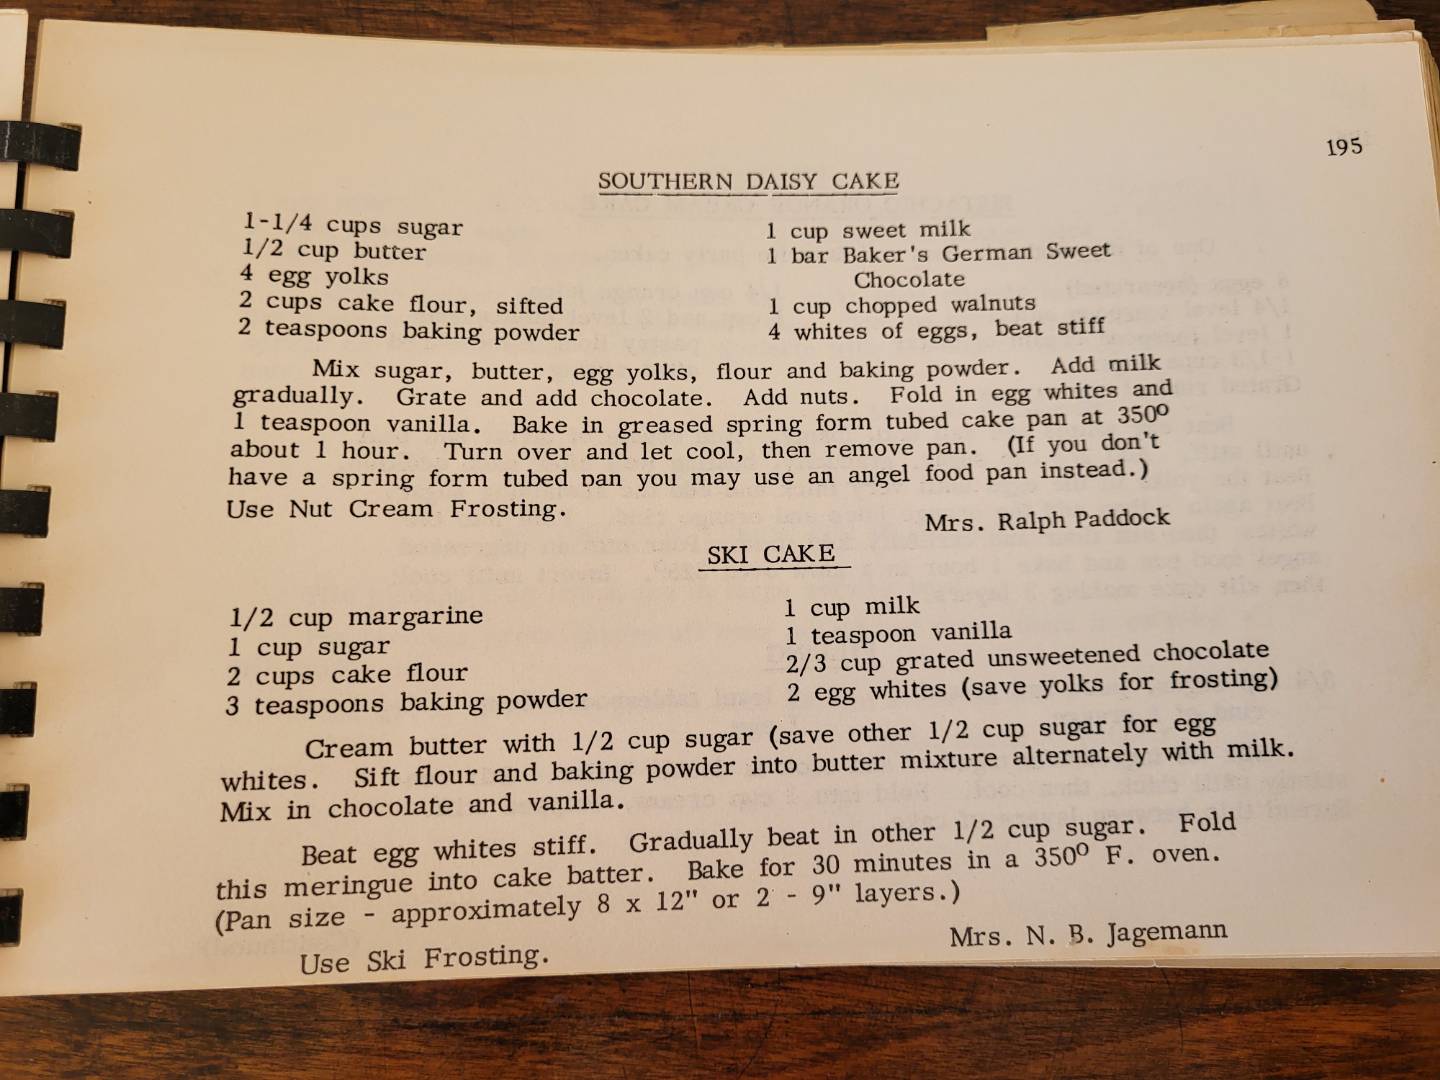 195
SOUTHERN DAISY CAKE
1-1/4 cups sugar
1/2 cup butter
4 egg yolks
2 cups cake flour, sifted
2 teaspoons baking powder
1 cup sweet milk
1 bar Baker's German Sweet
Chocolate
1 cup chopped walnuts
4 whites of eggs, beat stiff
Mix sugar, butter, egg yolks, flour and baking powder. Add milk
gradually. Grate and add chocolate. Add nuts. Fold in egg whites and
1 teaspoon vanilla. Bake in greased spring form tubed cake pan at 350º
about 1 hour. Turn over and let cool, then remove pan. (If you don't
have a spring form tubed pan you may use an angel food pan instead.)
Use Nut Cream Frosting.
Mrs. Ralph Paddock
SKI CAKE
1/2 cup margarine
1 cup sugar
2 cups cake flour
3 teaspoons baking powder
1 cup milk
1 teaspoon vanilla
2/3 cup grated unsweetened chocolate
2 egg whites (save yolks for frosting)
Cream butter with 1/2 cup sugar (save other 1/2 cup sugar for egg
whites. Sift flour and baking powder into butter mixture alternately with milk.
Mix in chocolate and vanilla.
Beat egg whites stiff. Gradually beat in other 1/2 cup sugar. Fold
this meringue into cake batter. Bake for 30 minutes in a 350º F. oven.
(Pan size - approximately 8 x 12" or 2 - 9" layers.)
Mrs. N. B. Jagemann
Use Ski Frosting.